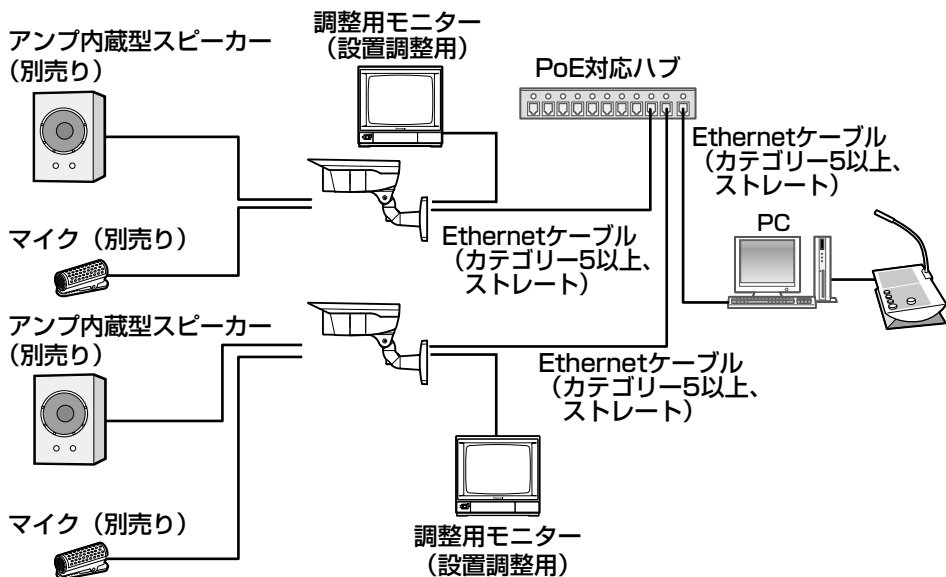 アンプ内蔵型スピーカー
（別売り）
調整用モニター
（設置調整用）
PoE対応ハブ
Ethernetケーブル
（カテゴリー5以上、
ストレート）
マイク（別売り）
Ethernetケーブル
（カテゴリー5以上、
ストレート）
PC
アンプ内蔵型スピーカー
（別売り）
Ethernetケーブル
（カテゴリー5以上、
ストレート）
マイク（別売り）
調整用モニター
（設置調整用）